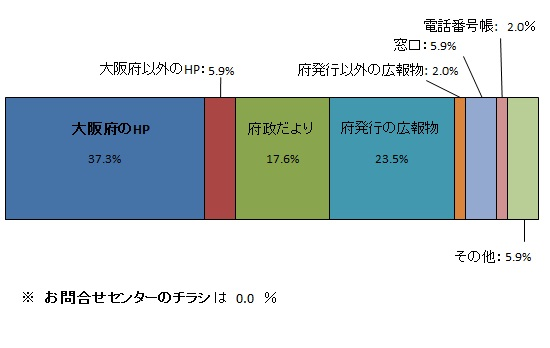 電話番号帳: 2.0%
窓口: 5.9%
大阪府以外のHP: 5.9%
府発行以外の広報物: 2.0%
大阪府のHP
37.3%
府政だより
17.6%
府発行の広報物
23.5%
その他: 5.9%
※ お問合せセンターのチラシは 0.0 %